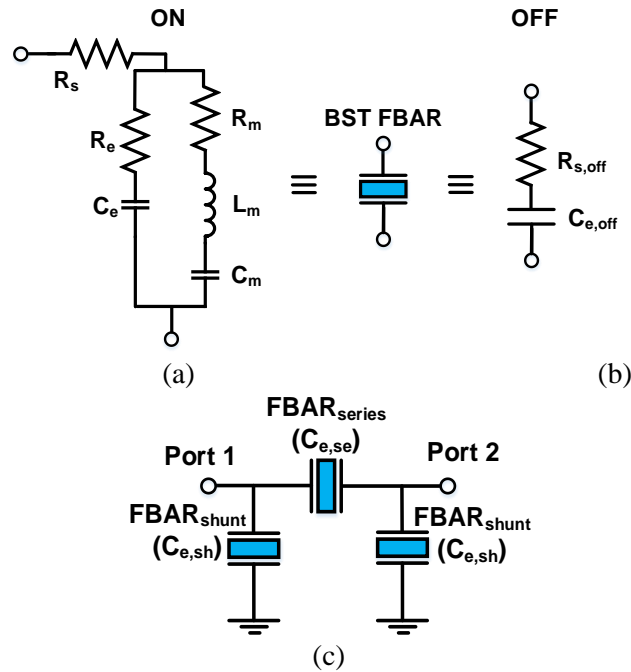 ON
OFF
R_s
R_e
C_e
R_m
L_m
C_m
≡
BST FBAR
≡
R_s,off
C_e,off
(a)
(b)
FBAR_series
(C_e,se)
Port 1
Port 2
FBAR_shunt
(C_e,sh)
FBAR_shunt
(C_e,sh)
(c)